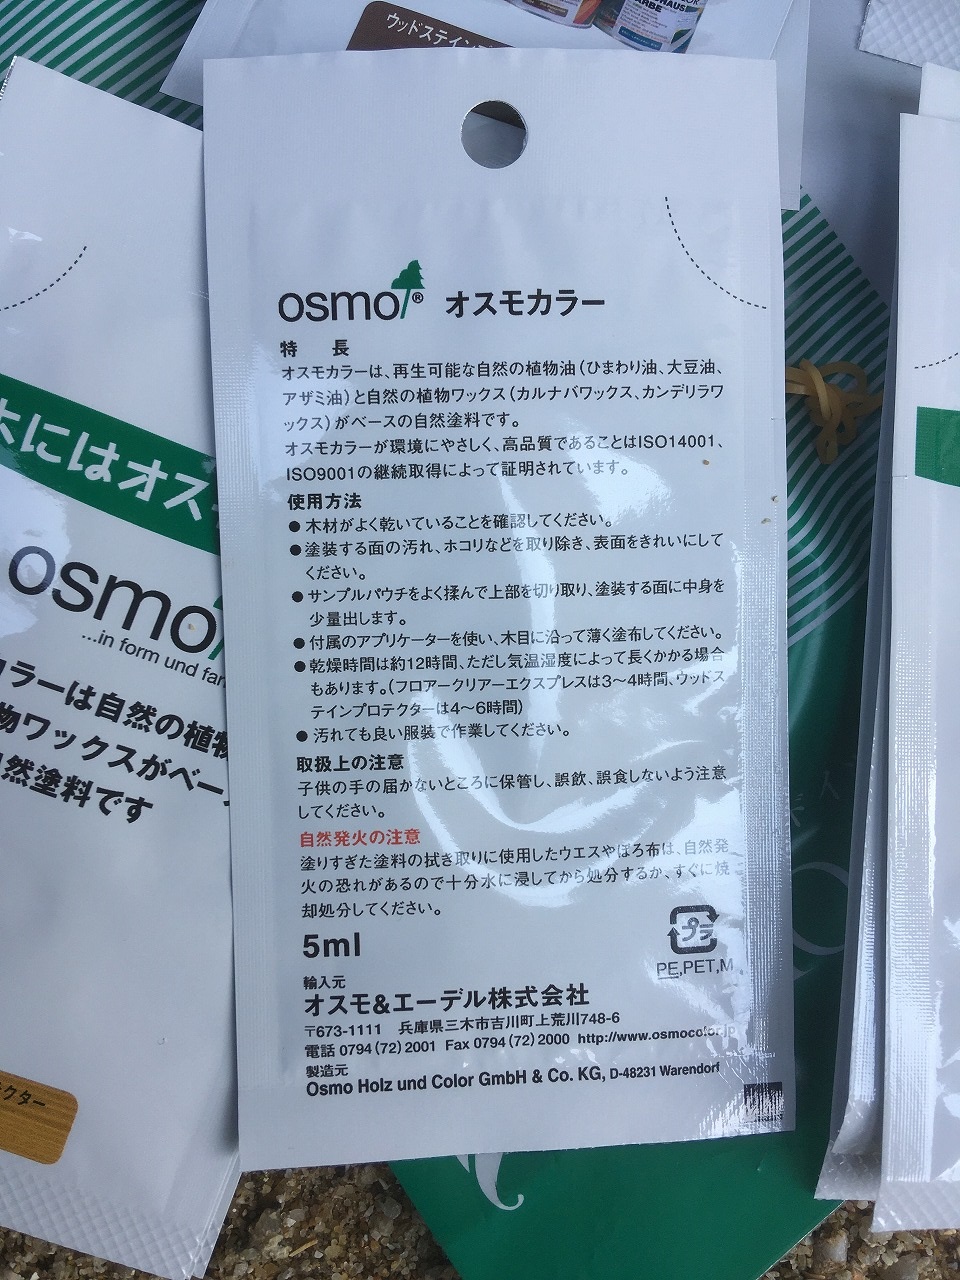 ウッドステイン
osmo® オスモカラー
特　長
オスモカラーは、再生可能な自然の植物油（ひまわり油、大豆油、
アザミ油）と自然の植物ワックス（カルナバワックス、カンデリラワ
ックス）がベースの自然塗料です。
オスモカラーが環境にやさしく、高品質であることはISO14001、
ISO9001の継続取得によって証明されています。
使用方法
●木材がよく乾いていることを確認してください。
●塗装する面の汚れ、ホコリなどを取り除き、表面をきれいにして
ください。
●サンプルパウチをよく揉んで上部を切り取り、塗装する面に中身を
少量出します。
●付属のアプリケーターを使い、木目に沿って薄く塗布してください。
●乾燥時間は約12時間、ただし気温湿度によって長くかかる場合
もあります。（フロアークリアーエクスプレスは3〜4時間、ウッドス
テインプロテクターは4〜6時間）
●汚れても良い服装で作業してください。
取扱上の注意
子供の手の届かないところに保管し、誤飲、誤食しないよう注意
してください。
自然発火の注意
塗りすぎた塗料の拭き取りに使用したウエスやぼろ布は、自然発
火の恐れがあるので十分水に浸してから処分するか、すぐに焼
却処分してください。
5ml
プラ
PE,PET,M
輸入元
オスモ&エーデル株式会社
〒673-1111　兵庫県三木市吉川町上荒川748-6
電話 0794（72）2001 Fax 0794（72）2000 http://www.osmocolor.jp
製造元
Osmo Holz und Color GmbH & Co. KG, D-48231 Warendorf
木にはオス
osmo
...in form und far
カラーは自然の植物
物ワックスがベー
然塗料です
クター